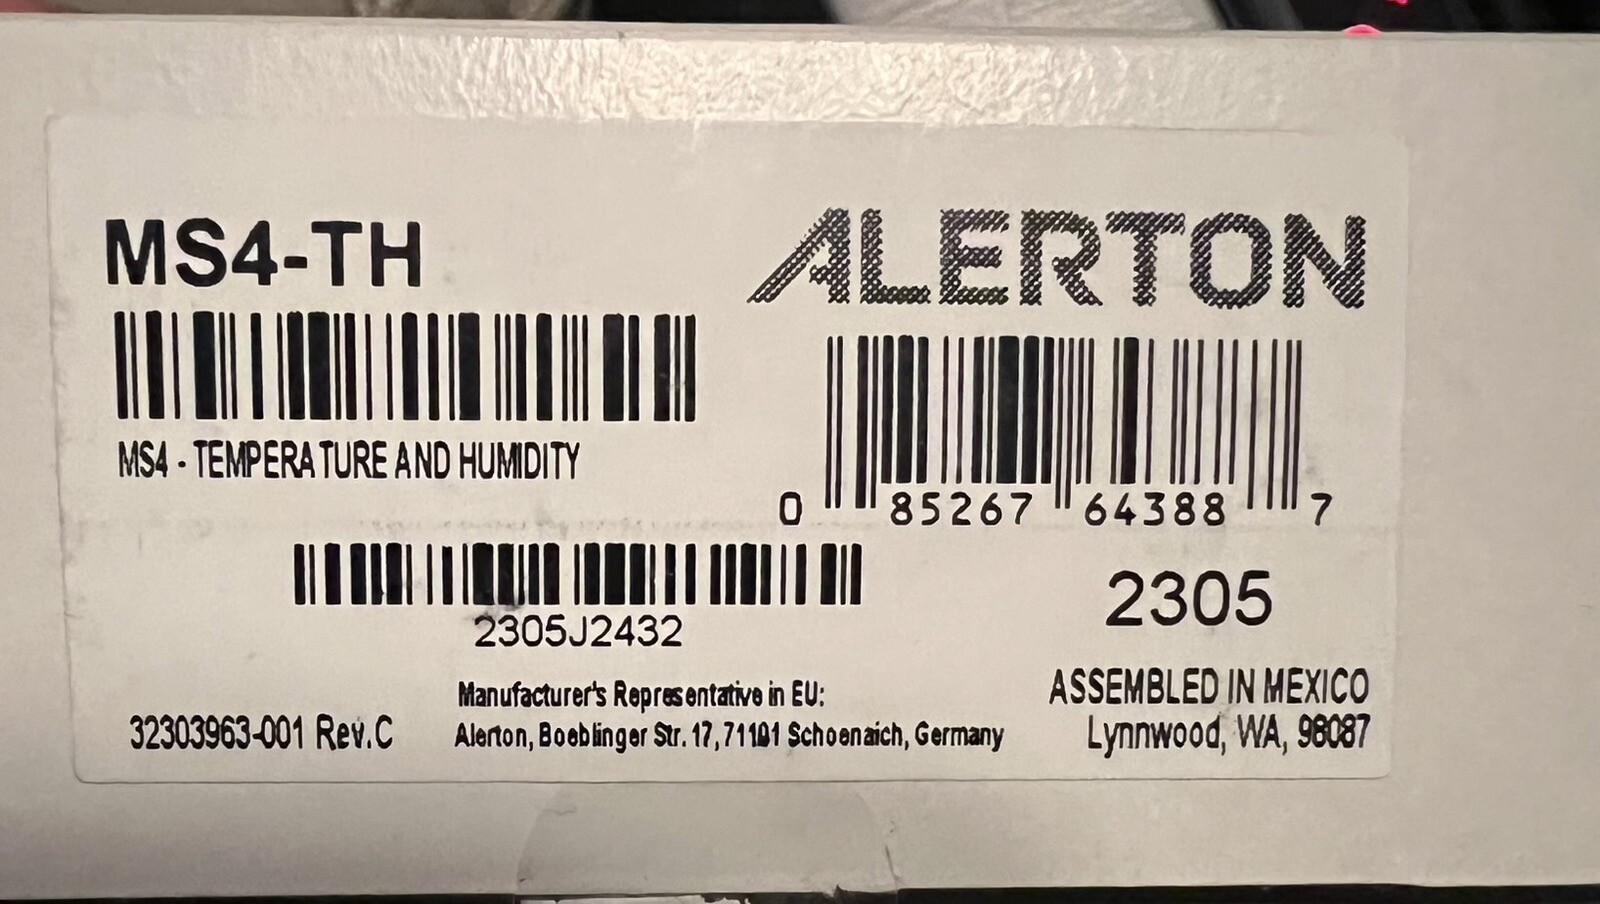 MS4-TH
ALERTON
MS4 - TEMPERATURE AND HUMIDITY
0 85267 64388 7
2305J2432
2305
32303963-001 Rev.C
Manufacturer's Representative in EU:
Alerton, Boeblinger Str. 17, 71101 Schoenaich, Germany
ASSEMBLED IN MEXICO
Lynnwood, WA, 98087